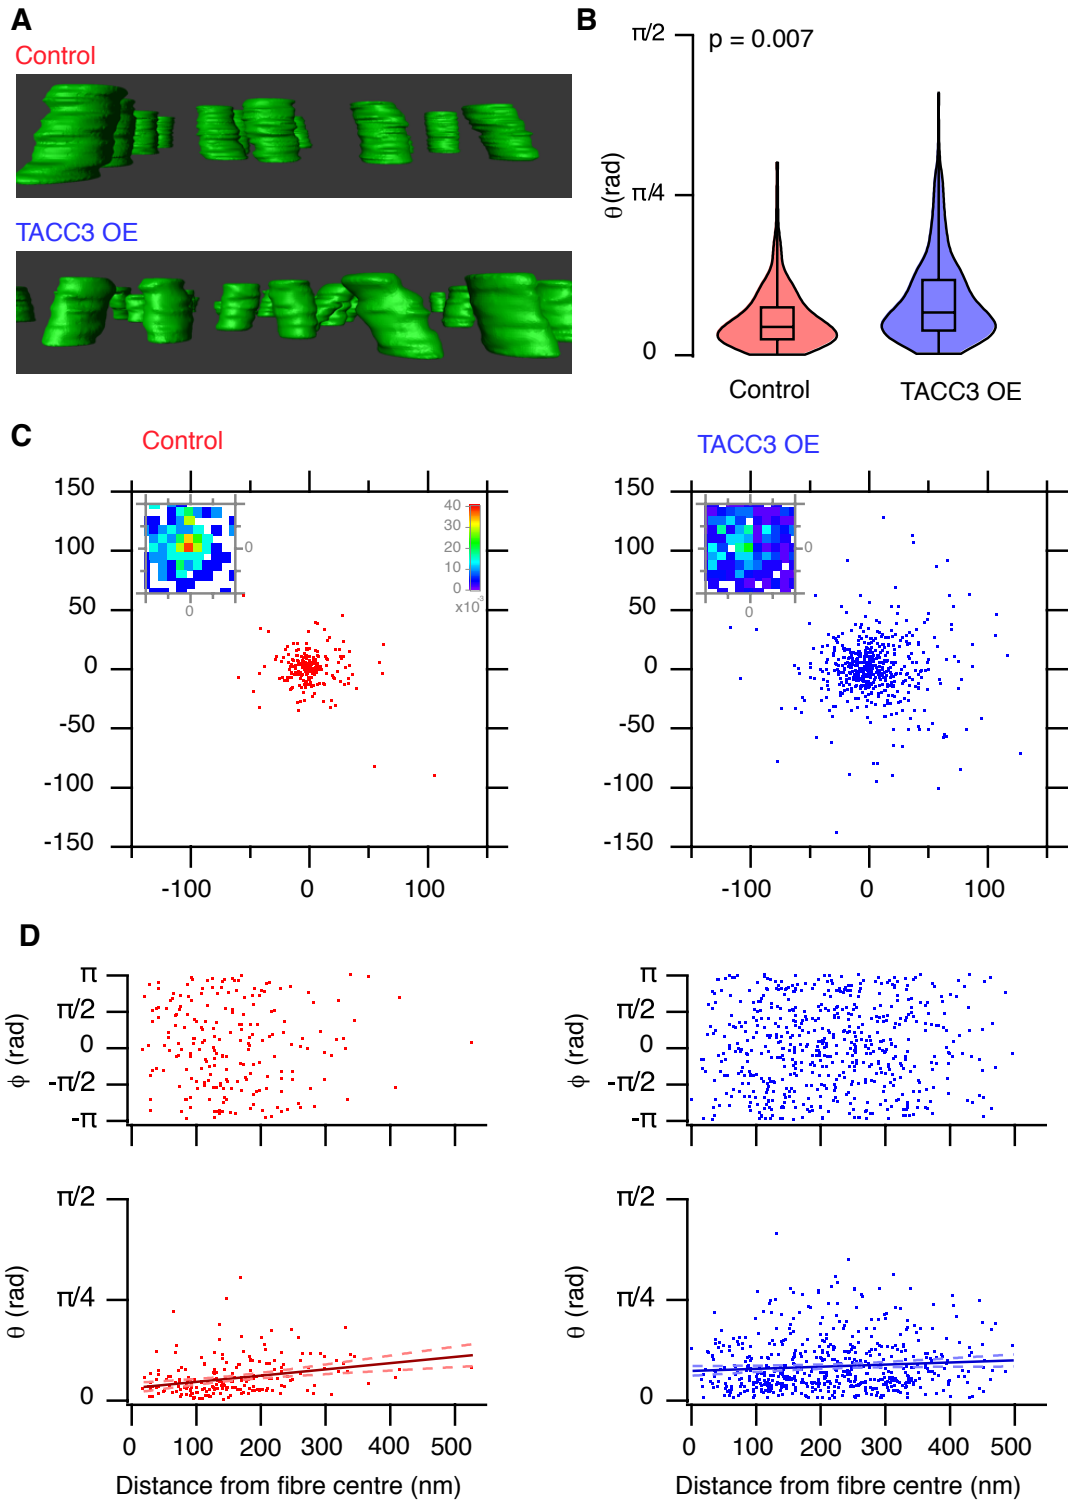 A
Control
TACC3 OE
B
π/2
p = 0.007
θ(rad)
π/4
0
Control
TACC3 OE
C
Control
150
100
50
0
-50
-100
-150
-100
0
100
0
0
40
30
20
10
0
x10-3
TACC3 OE
150
100
50
0
-50
-100
-150
-100
0
100
0
0
D
π
π/2
0
-π/2
-π
ϕ (rad)
π
π/2
0
-π/2
-π
ϕ (rad)
π/2
π/4
0
θ (rad)
0 100 200 300 400 500
Distance from fibre centre (nm)
π/2
π/4
0
θ (rad)
0 100 200 300 400 500
Distance from fibre centre (nm)